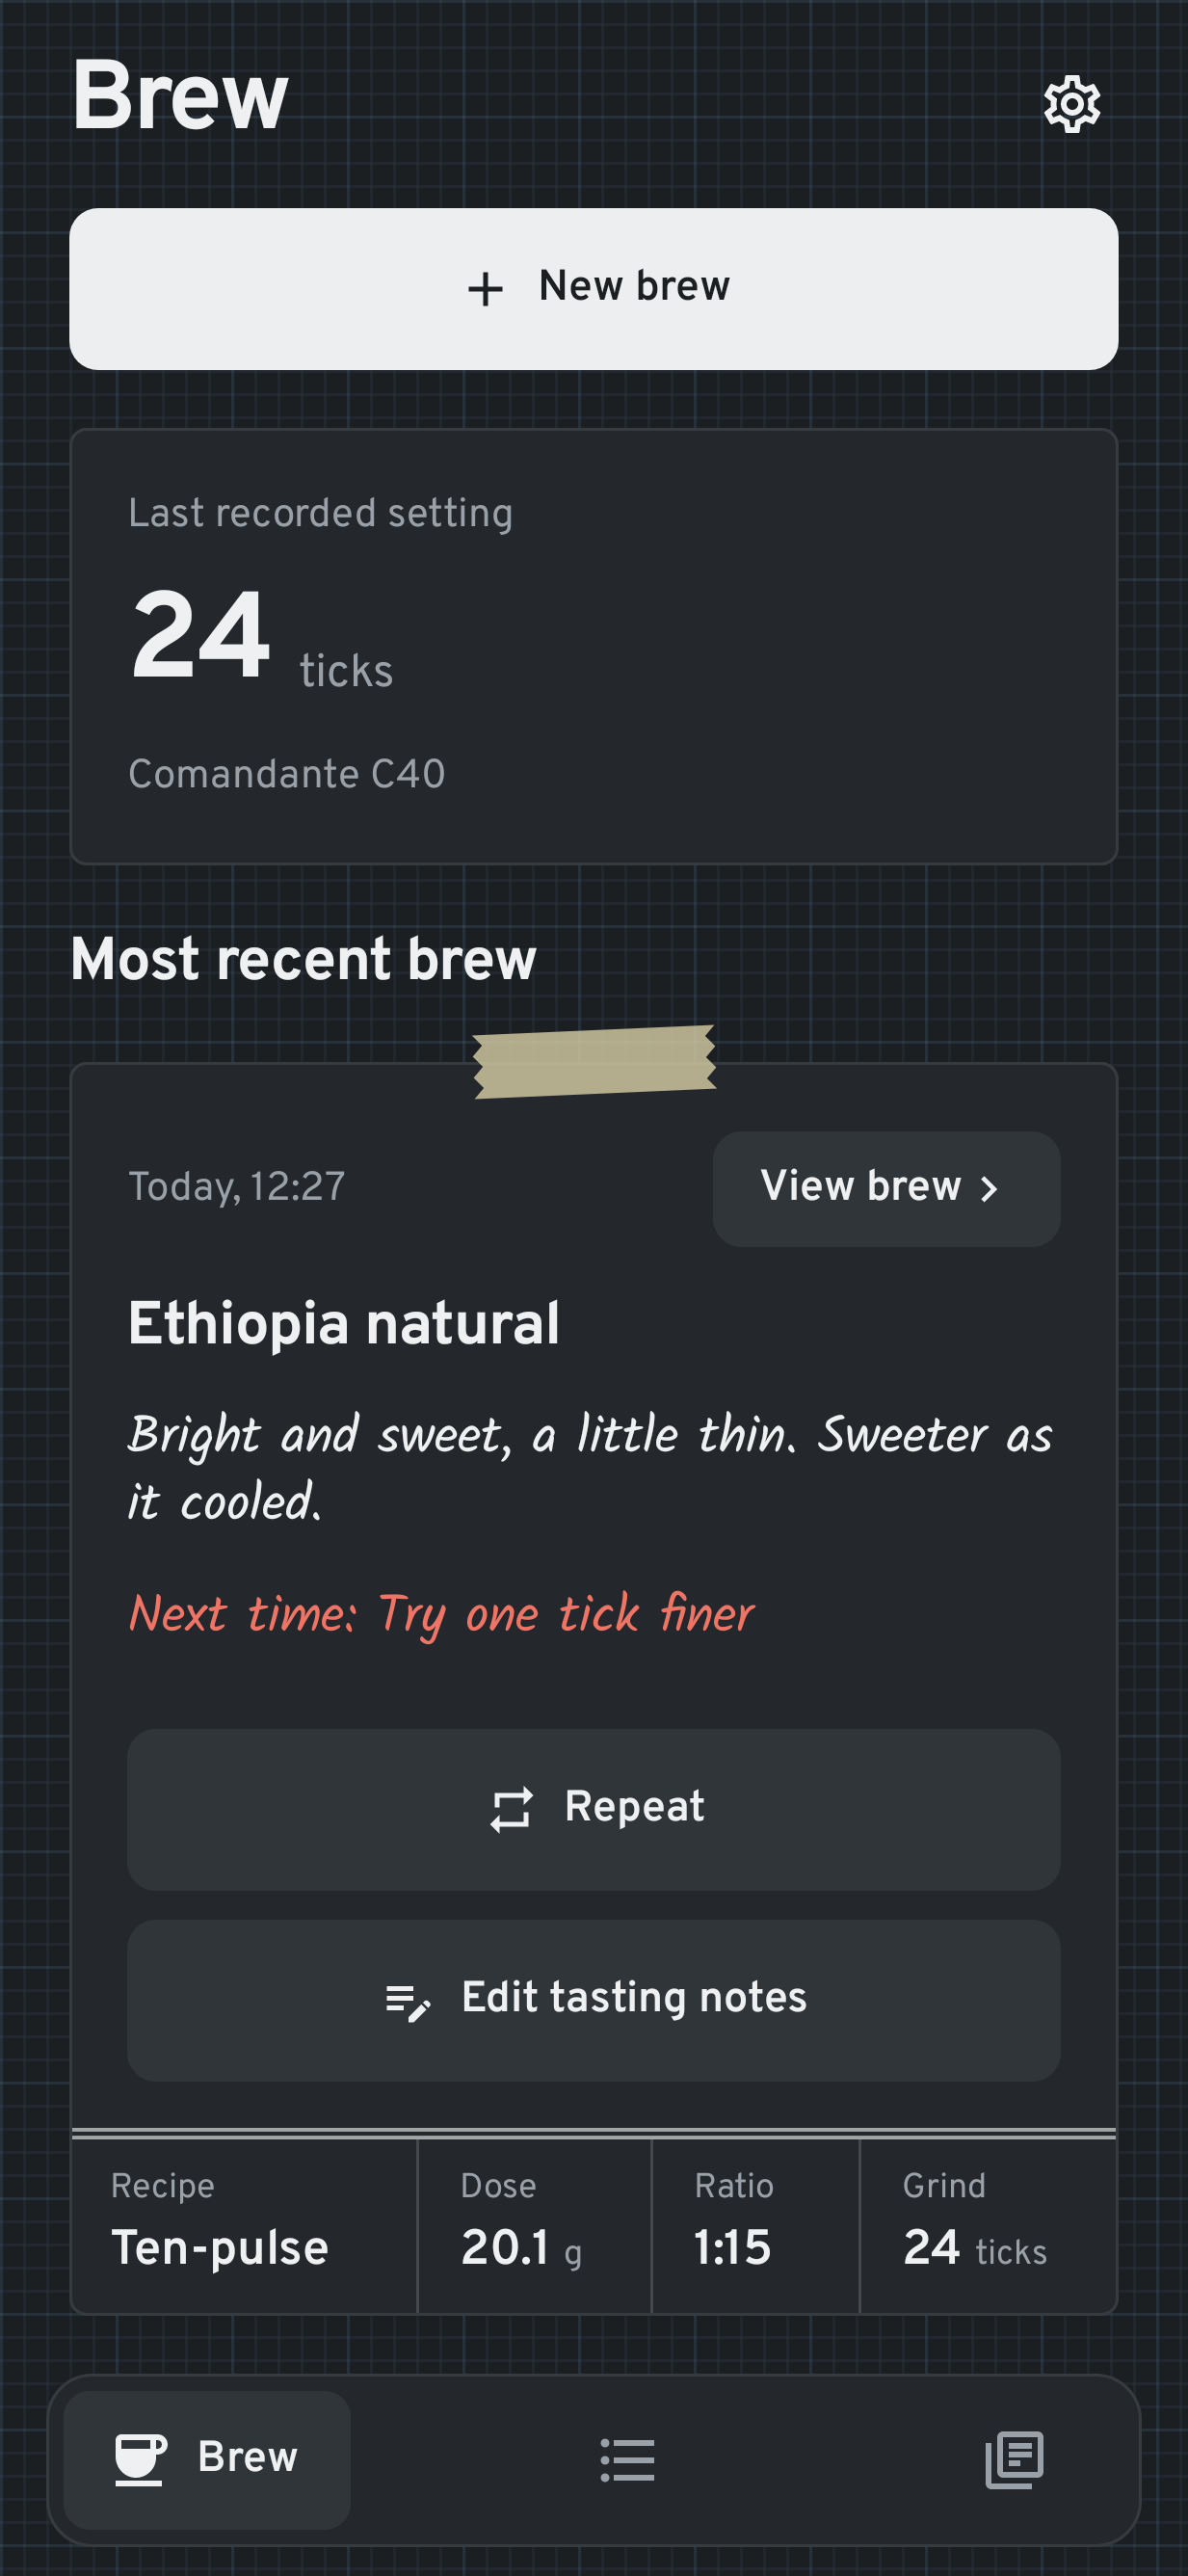 Brew
New brew
Last recorded setting
24 ticks
Comandante C40
Most recent brew
Today, 12:27
View brew
Ethiopia natural
Bright and sweet, a little thin. Sweeter as
it cooled.
Next time: Try one tick finer
Repeat
Edit tasting notes
Recipe Dose Ratio Grind
Ten-pulse 20.1 g 1:15 24 ticks
Brew